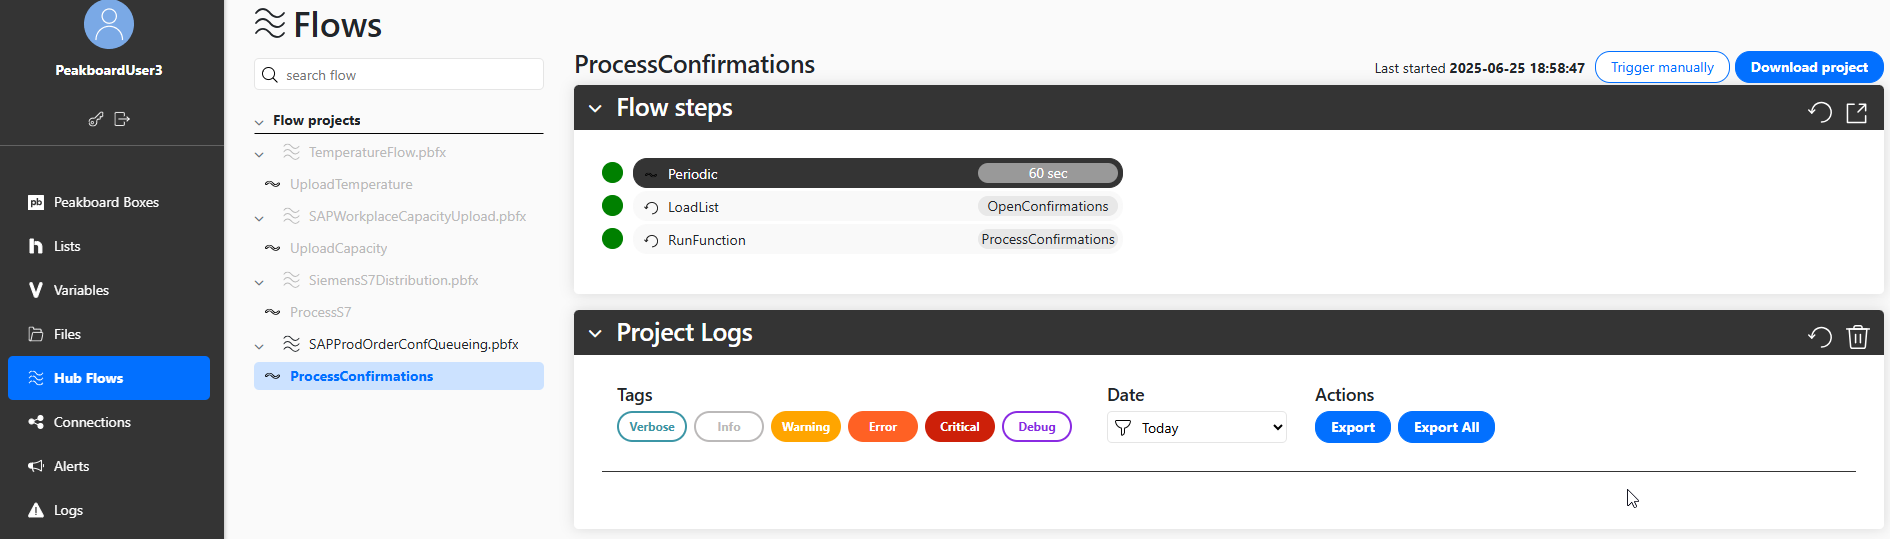 PeakboardUser3
pb Peakboard Boxes
Lists
Variables
Files
Hub Flows
Connections
Alerts
Logs
Flows
search flow
Flow projects
TemperatureFlow.pbfx
UploadTemperature
SAPWorkplaceCapacityUpload.pbfx
UploadCapacity
SiemensS7Distribution.pbfx
ProcessS7
SAPProdOrderConfQueueing.pbfx
ProcessConfirmations
ProcessConfirmations
Last started 2025-06-25 18:58:47
Trigger manually
Download project
Flow steps
Periodic 60 sec
LoadList OpenConfirmations
RunFunction ProcessConfirmations
Project Logs
Tags Date Actions
Verbose Info Warning Error Critical Debug Today Export Export All